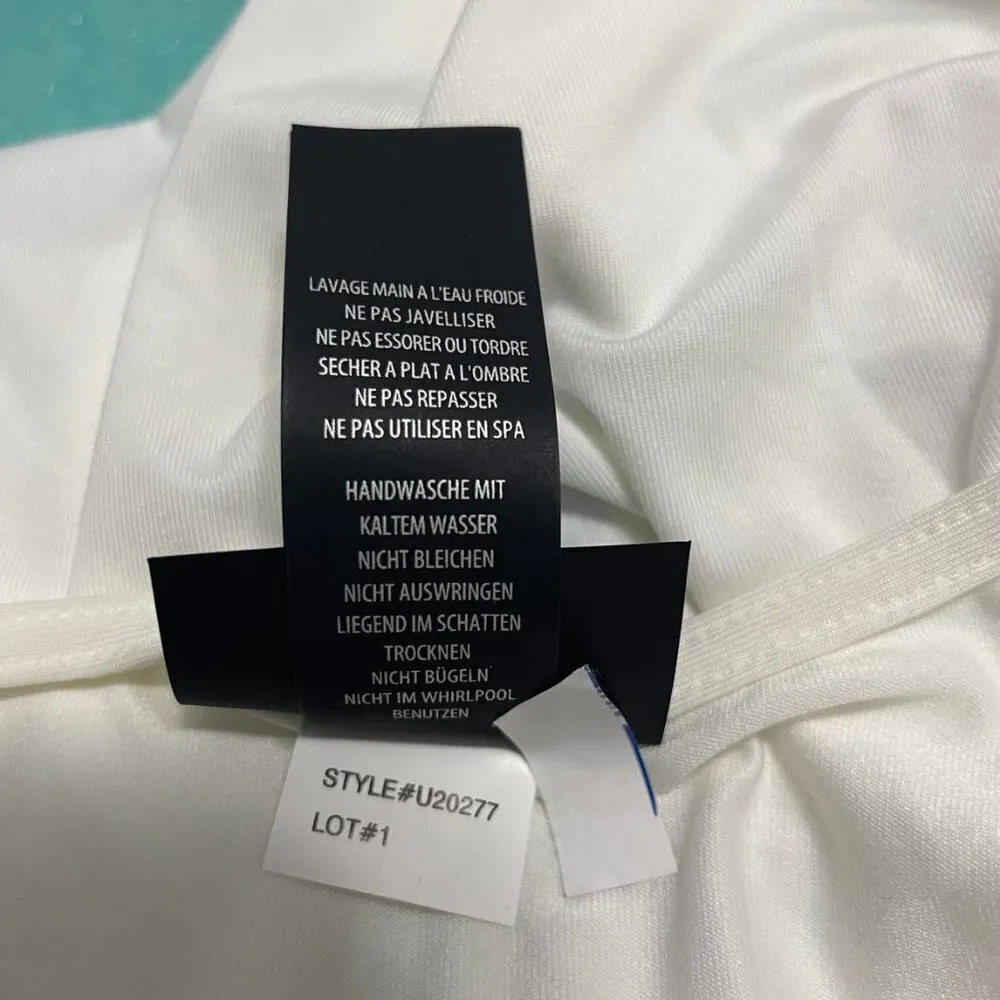 LAVAGE MAIN A L'EAU FROIDE
NE PAS JAVELLISER
NE PAS ESSORER OU TORDRE
SECHER A PLAT A L'OMBRE
NE PAS REPASSER
NE PAS UTILISER EN SPA
HANDWASCHE MIT
KALTEM WASSER
NICHT BLEICHEN
NICHT AUSWRINGEN
LIEGEND IM SCHATTEN
TROCKNEN
NICHT BÜGELN
NICHT IM WHIRLPOOL
BENUTZEN
STYLE#U20277
LOT#1